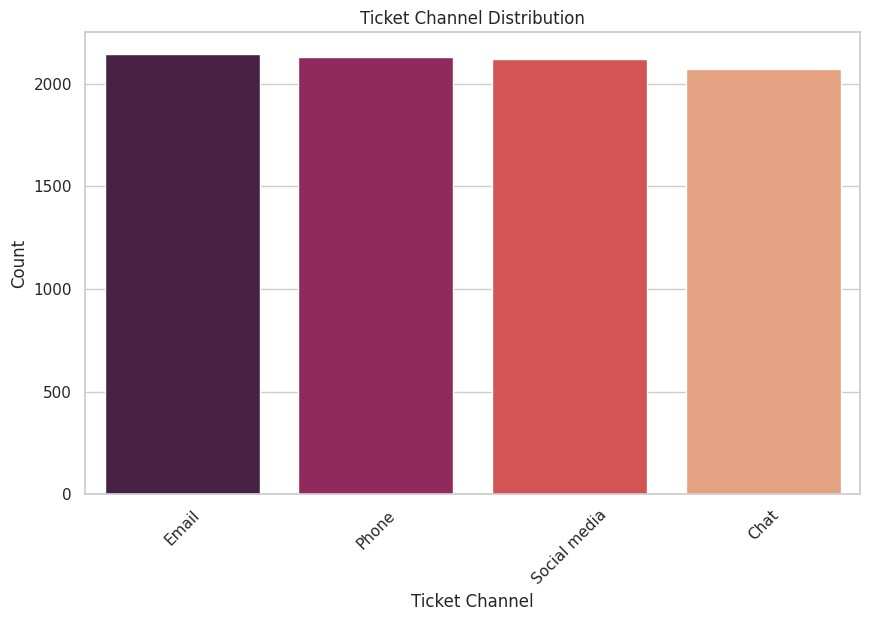 Ticket Channel Distribution
Count
2000
1500
1000
500
0
Email
Phone
Social media
Chat
Ticket Channel